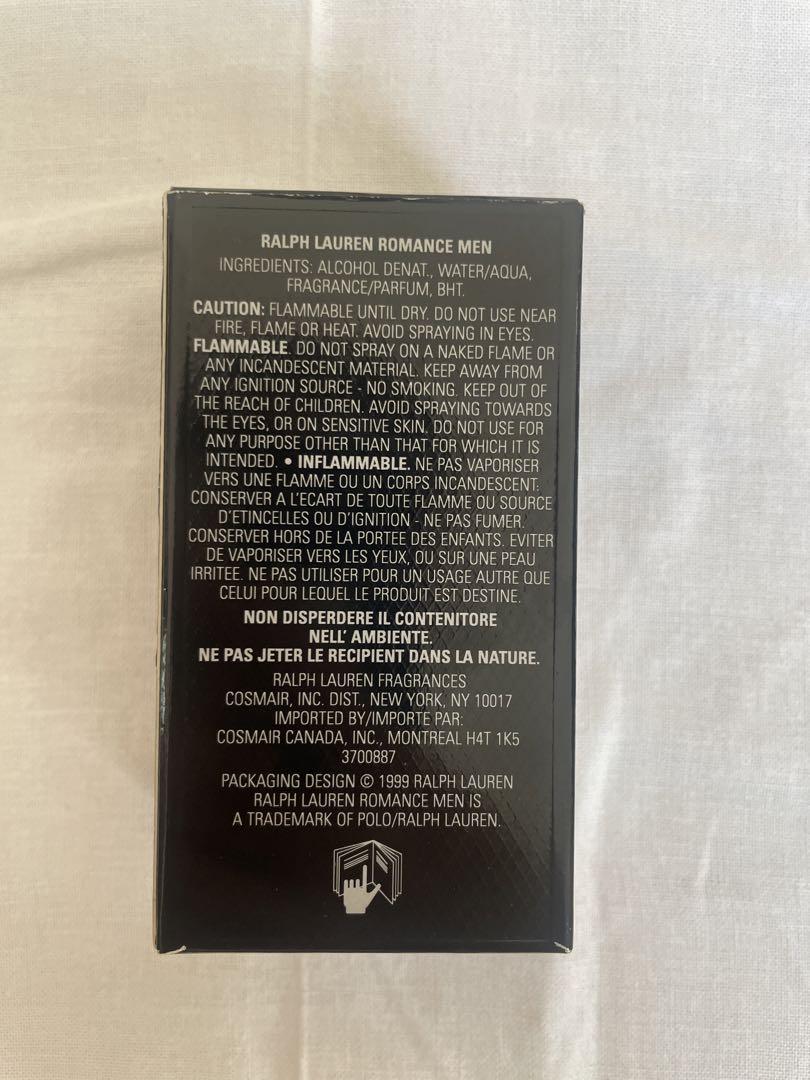 RALPH LAUREN ROMANCE MEN
INGREDIENTS: ALCOHOL DENAT., WATER/AQUA,
FRAGRANCE/PARFUM, BHT.
CAUTION: FLAMMABLE UNTIL DRY. DO NOT USE NEAR
FIRE, FLAME OR HEAT. AVOID SPRAYING IN EYES.
FLAMMABLE. DO NOT SPRAY ON A NAKED FLAME OR
ANY INCANDESCENT MATERIAL. KEEP AWAY FROM
ANY IGNITION SOURCE - NO SMOKING. KEEP OUT OF
THE REACH OF CHILDREN. AVOID SPRAYING TOWARDS
THE EYES, OR ON SENSITIVE SKIN. DO NOT USE FOR
ANY PURPOSE OTHER THAN THAT FOR WHICH IT IS
INTENDED. • INFLAMMABLE. NE PAS VAPORISER
VERS UNE FLAMME OU UN CORPS INCANDESCENT.
CONSERVER A L'ECART DE TOUTE FLAMME OU SOURCE
D'ETINCELLES OU D'IGNITION - NE PAS FUMER.
CONSERVER HORS DE LA PORTEE DES ENFANTS. EVITER
DE VAPORISER VERS LES YEUX, OU SUR UNE PEAU
IRRITEE. NE PAS UTILISER POUR UN USAGE AUTRE QUE
CELUI POUR LEQUEL LE PRODUIT EST DESTINE.
NON DISPERDERE IL CONTENITORE
NELL' AMBIENTE.
NE PAS JETER LE RECIPIENT DANS LA NATURE.
RALPH LAUREN FRAGRANCES
COSMAIR, INC. DIST., NEW YORK, NY 10017
IMPORTED BY/IMPORTE PAR:
COSMAIR CANADA, INC., MONTREAL H4T 1K5
3700887
PACKAGING DESIGN © 1999 RALPH LAUREN
RALPH LAUREN ROMANCE MEN IS
A TRADEMARK OF POLO/RALPH LAUREN.